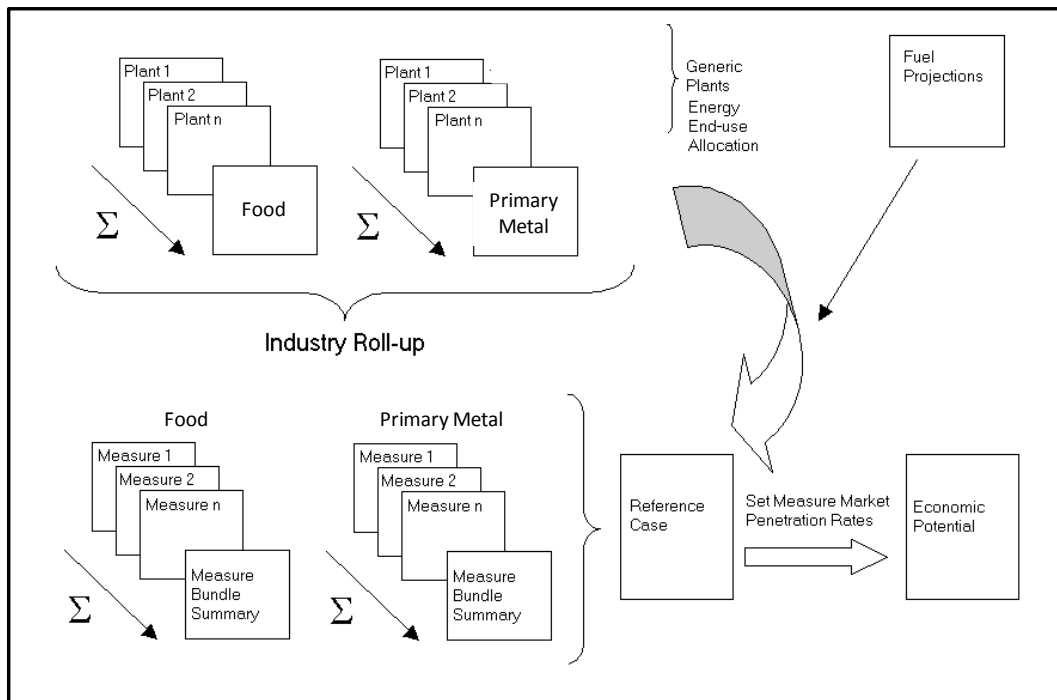 Plant 1
Plant 2
Plant n
Food
Σ
Plant 1
Plant 2
Plant n
Primary
Metal
Σ
Generic
Plants
Energy
End-use
Allocation
Fuel
Projections
Industry Roll-up
Food
Measure 1
Measure 2
Measure n
Measure
Bundle
Summary
Σ
Primary Metal
Measure 1
Measure 2
Measure n
Measure
Bundle
Summary
Σ
Reference
Case
Set Measure Market
Penetration Rates
Economic
Potential